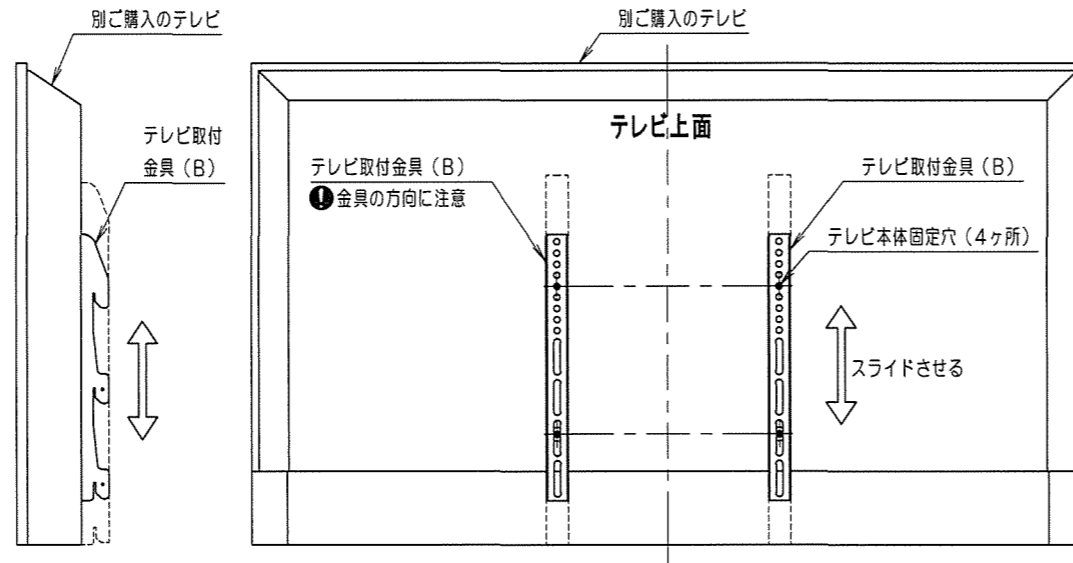 別ご購入のテレビ
テレビ取付
金具（B）
別ご購入のテレビ
テレビ上面
テレビ取付金具（B）
！金具の方向に注意
テレビ取付金具（B）
テレビ本体固定穴（4ヶ所）
スライドさせる